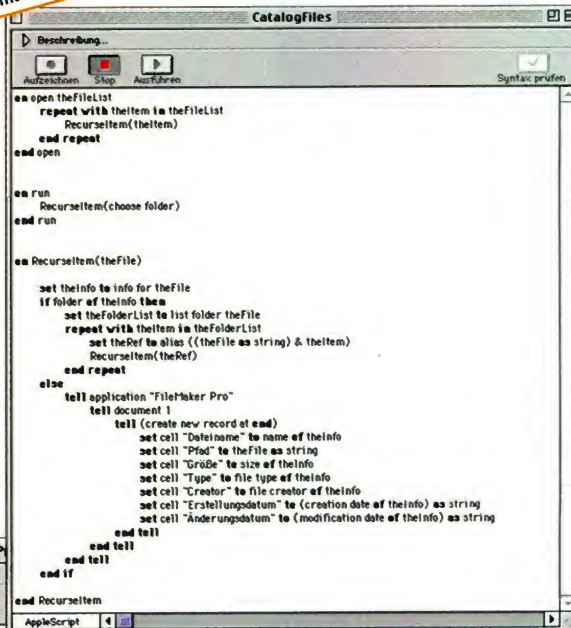 CatalogFiles
Beschreibung...
Aufzeichnen Stop Ausführen Syntax prüfen
on open theFileList
repeat with theItem in theFileList
RecurseItem(theItem)
end repeat
end open
on run
RecurseItem(choose folder)
end run
on RecurseItem(theFile)
set theInfo to info for theFile
if folder of theInfo then
set theFolderList to list folder theFile
repeat with theItem in theFolderList
set theRef to alias ((theFile as string) & theItem)
RecurseItem(theRef)
end repeat
else
tell application "FileMaker Pro"
tell document 1
tell (create new record at end)
set cell "Dateiname" to name of theInfo
set cell "Pfad" to theFile as string
set cell "Größe" to size of theInfo
set cell "Type" to file type of theInfo
set cell "Creator" to file creator of theInfo
set cell "Erstellungsdatum" to (creation date of theInfo) as string
set cell "Änderungsdatum" to (modification date of theInfo) as string
end tell
end tell
end tell
end if
end RecurseItem
AppleScript